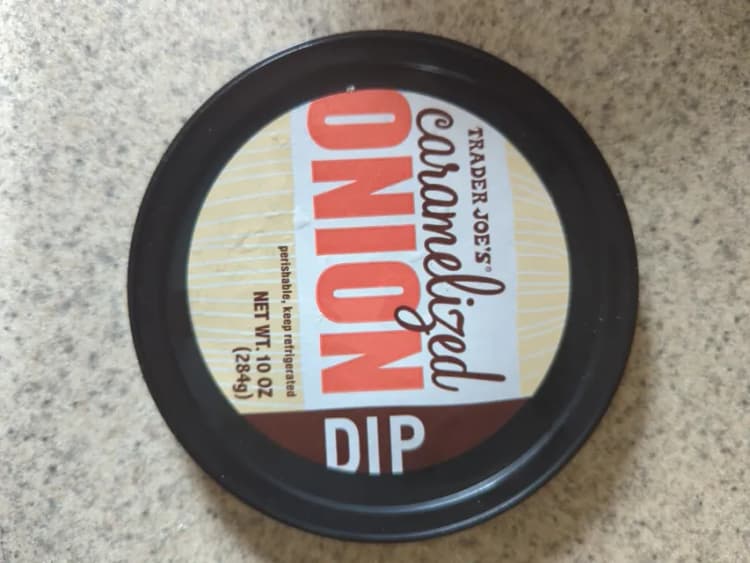 TRADER JOE'S®
caramelized
ONION
DIP
perishable, keep refrigerated
NET WT. 10 OZ
(284g)